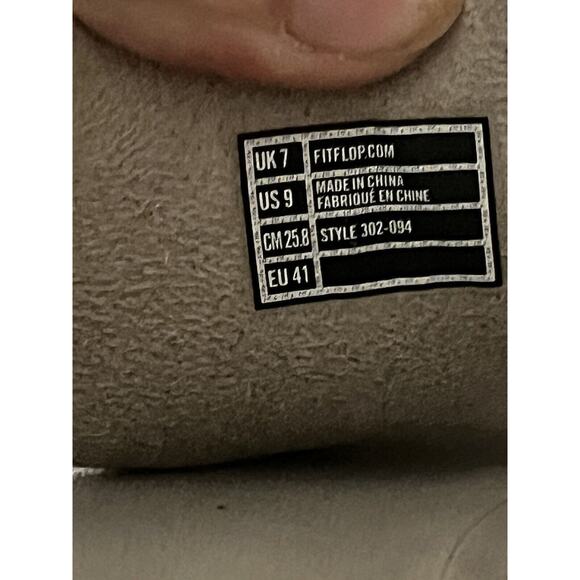 UK 7 FITFLOP.COM
US 9 MADE IN CHINA
FABRIQUÉ EN CHINE
CM 25.8 STYLE 302-094
EU 41